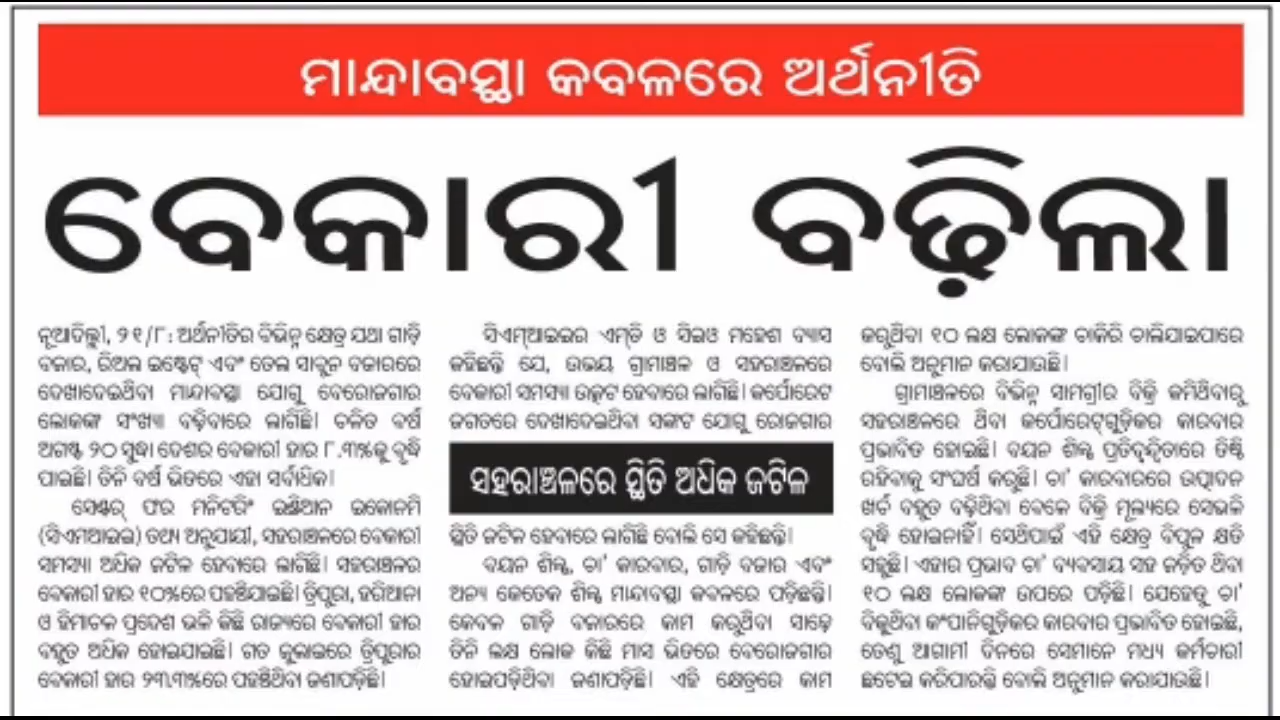 ମାନ୍ଦାବସ୍ଥା କବଳରେ ଅର୍ଥନୀତି
ବେକାରୀ ବଢ଼ିଲା
ନୂଆଦିଲ୍ଲୀ, ୨୧/୮: ଅର୍ଥନୀତିର ବିଭିନ୍ନ କ୍ଷେତ୍ର ଯଥା ଗାଡ଼ି
ବଜାର, ରିଅଲ ଇଷ୍ଟେଟ୍ ଏବଂ ତେଲ ସାବୁନ ବଜାରରେ
ଦେଖାଦେଇଥିବା ମାନ୍ଦାବସ୍ଥା ଯୋଗୁ ବେରୋଜଗାର
ଲୋକଙ୍କ ସଂଖ୍ୟା ବଢ଼ିବାରେ ଲାଗିଛି। ଚଳିତ ବର୍ଷ
ଅଗଷ୍ଟ ୨୦ ସୁଦ୍ଧା ଦେଶର ବେକାରୀ ହାର ୮.୩%କୁ ବୃଦ୍ଧି
ପାଇଛି। ତିନି ବର୍ଷ ଭିତରେ ଏହା ସର୍ବାଧିକ।
ସେଣ୍ଟର୍ ଫର ମନିଟରିଂ ଇଣ୍ଡିଆନ ଇକୋନମି
(ସିଏମଆଇଇ) ତଥ୍ୟ ଅନୁଯାୟୀ, ସହରାଞ୍ଚଳରେ ବେକାରୀ
ସମସ୍ୟା ଅଧିକ ଜଟିଳ ହେବାରେ ଲାଗିଛି। ସହରାଞ୍ଚଳର
ବେକାରୀ ହାର ୧୦%ରେ ପହଞ୍ଚିଯାଇଛି। ତ୍ରିପୁରା, ହରିଆନା
ଓ ହିମାଚଳ ପ୍ରଦେଶ ଭଳି କିଛି ରାଜ୍ୟରେ ବେକାରୀ ହାର
ବହୁତ ଅଧିକ ହୋଇଯାଇଛି। ଗତ ଜୁଲାଇରେ ତ୍ରିପୁରାର
ବେକାରୀ ହାର ୨୩.୩%ରେ ପହଞ୍ଚିଥିବା ଜଣାପଡ଼ିଛି।
ସିଏମ୍ଆଇଇର ଏମ୍ଡି ଓ ସିଇଓ ମହେଶ ବ୍ୟାସ
କହିଛନ୍ତି ଯେ, ଉଭୟ ଗ୍ରାମାଞ୍ଚଳ ଓ ସହରାଞ୍ଚଳରେ
ବେକାରୀ ସମସ୍ୟା ଉତ୍କଟ ହେବାରେ ଲାଗିଛି। କର୍ପୋରେଟ
ଜଗତରେ ଦେଖାଦେଇଥିବା ସଙ୍କଟ ଯୋଗୁ ରୋଜଗାର
ସହରାଞ୍ଚଳରେ ସ୍ଥିତି ଅଧିକ ଜଟିଳ
ସ୍ଥିତି ଜଟିଳ ହେବାରେ ଲାଗିଛି ବୋଲି ସେ କହିଛନ୍ତି।
ବୟନ ଶିଳ୍ପ, ଚା' କାରବାର, ଗାଡ଼ି ବଜାର ଏବଂ
ଅନ୍ୟ କେତେକ ଶିଳ୍ପ ମାନ୍ଦାବସ୍ଥା କବଳରେ ପଡ଼ିଛନ୍ତି।
କେବଳ ଗାଡ଼ି ବଜାରରେ କାମ କରୁଥିବା ସାଢ଼େ
ତିନି ଲକ୍ଷ ଲୋକ କିଛି ମାସ ଭିତରେ ବେରୋଜଗାର
ହୋଇପଡ଼ିଥିବା ଜଣାପଡ଼ିଛି। ଏହି କ୍ଷେତ୍ରରେ କାମ
କରୁଥିବା ୧୦ ଲକ୍ଷ ଲୋକଙ୍କ ଚାକିରି ଚାଲିଯାଇପାରେ
ବୋଲି ଅନୁମାନ କରାଯାଉଛି।
ଗ୍ରାମାଞ୍ଚଳରେ ବିଭିନ୍ନ ସାମଗ୍ରୀର ବିକ୍ରି କମିଥିବାରୁ
ସହରାଞ୍ଚଳରେ ଥିବା କର୍ପୋରେଟ୍‌ଗୁଡ଼ିକର କାରବାର
ପ୍ରଭାବିତ ହୋଇଛି। ବୟନ ଶିଳ୍ପ ପ୍ରତିଦ୍ୱନ୍ଦ୍ୱିତାରେ ତିଷ୍ଠି
ରହିବାକୁ ସଂଘର୍ଷ କରୁଛି। ଚା' କାରବାରରେ ଉତ୍ପାଦନ
ଖର୍ଚ୍ଚ ବହୁତ ବଢ଼ିଥିବା ବେଳେ ବିକ୍ରି ମୂଲ୍ୟରେ ସେଭଳି
ବୃଦ୍ଧି ହୋଇନାହିଁ। ସେଥିପାଇଁ ଏହି କ୍ଷେତ୍ର ବିପୁଳ କ୍ଷତି
ସହୁଛି। ଏହାର ପ୍ରଭାବ ଚା' ବ୍ୟବସାୟ ସହ ଜଡ଼ିତ ଥିବା
୧୦ ଲକ୍ଷ ଲୋକଙ୍କ ଉପରେ ପଡ଼ିଛି। ଯେହେତୁ ଚା'
ବିକୁଥିବା କଂପାନିଗୁଡ଼ିକର କାରବାର ପ୍ରଭାବିତ ହୋଇଛି,
ତେଣୁ ଆଗାମୀ ଦିନରେ ସେମାନେ ମଧ୍ୟ କର୍ମଚାରୀ
ଛଟେଇ କରିପାରନ୍ତି ବୋଲି ଅନୁମାନ କରାଯାଉଛି।